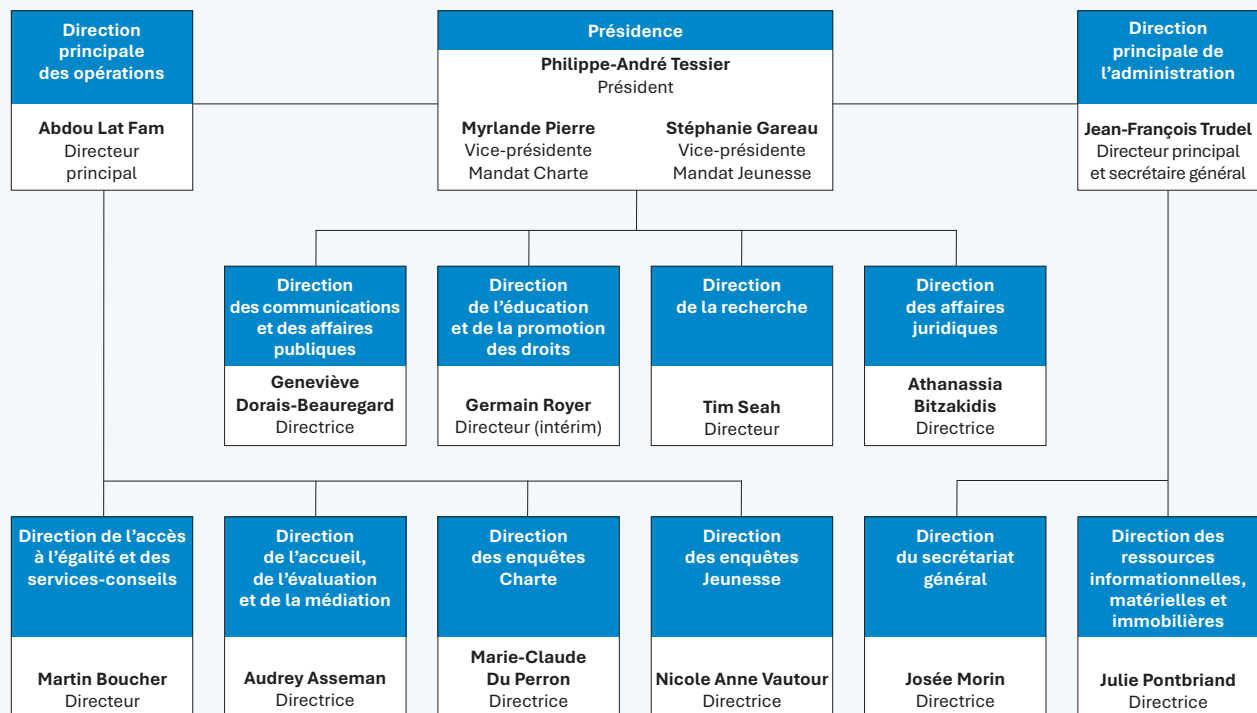 Direction
principale
des opérations
Abdou Lat Fam
Directeur
principal
Présidence
Philippe-André Tessier
Président
Myrlande Pierre
Vice-présidente
Mandat Charte
Stéphanie Gareau
Vice-présidente
Mandat Jeunesse
Direction
principale de
l’administration
Jean-François Trudel
Directeur principal
et secrétaire général
Direction
des communications
et des affaires
publiques
Geneviève
Dorais-Beauregard
Directrice
Direction
de l’éducation
et de la promotion
des droits
Germain Royer
Directeur (intérim)
Direction
de la recherche
Tim Seah
Directeur
Direction
des affaires
juridiques
Athanassia
Bitzakidis
Directrice
Direction de l’accès
à l’égalité et des
services-conseils
Martin Boucher
Directeur
Direction
de l’accueil,
de l’évaluation
et de la médiation
Audrey Asseman
Directrice
Direction
des enquêtes
Charte
Marie-Claude
Du Perron
Directrice
Direction
des enquêtes
Jeunesse
Nicole Anne Vautour
Directrice
Direction
du secrétariat
général
Josée Morin
Directrice
Direction des
ressources
informationnelles,
matérielles et
immobilières
Julie Pontbriand
Directrice